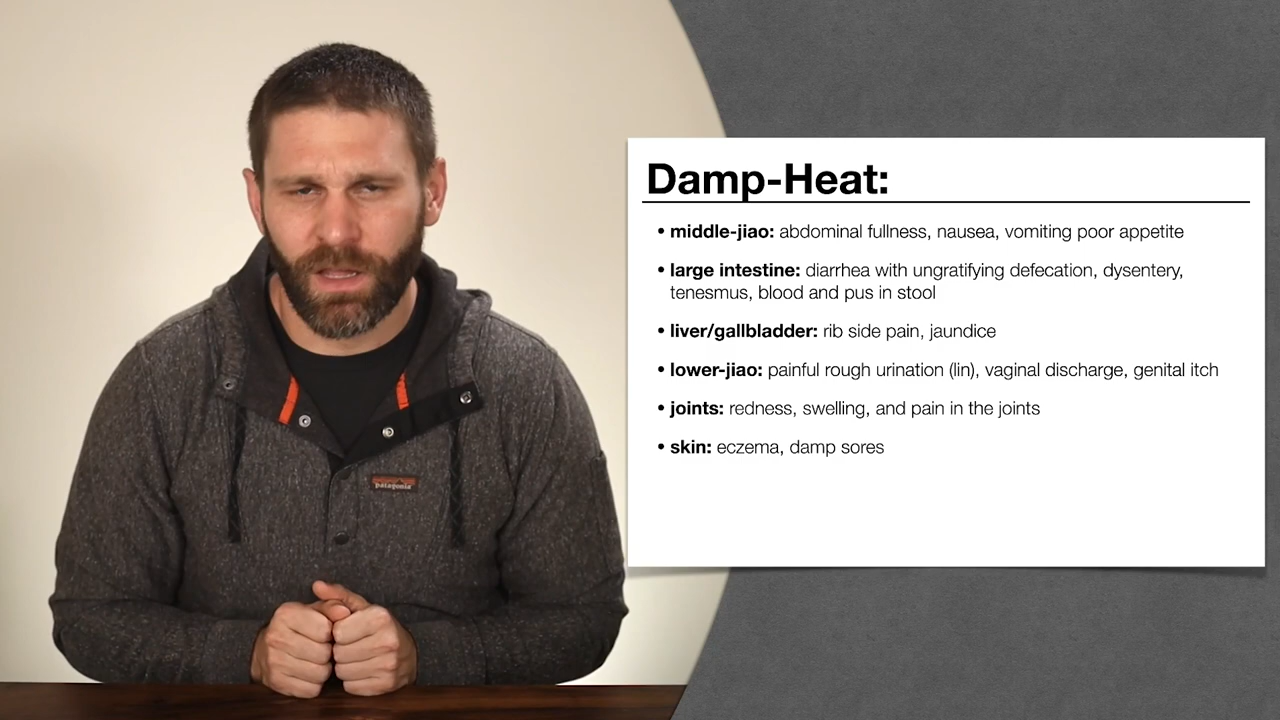 Damp-Heat:
• middle-jiao: abdominal fullness, nausea, vomiting poor appetite
• large intestine: diarrhea with ungratifying defecation, dysentery,
tenesmus, blood and pus in stool
• liver/gallbladder: rib side pain, jaundice
• lower-jiao: painful rough urination (lin), vaginal discharge, genital itch
• joints: redness, swelling, and pain in the joints
• skin: eczema, damp sores
patagonia